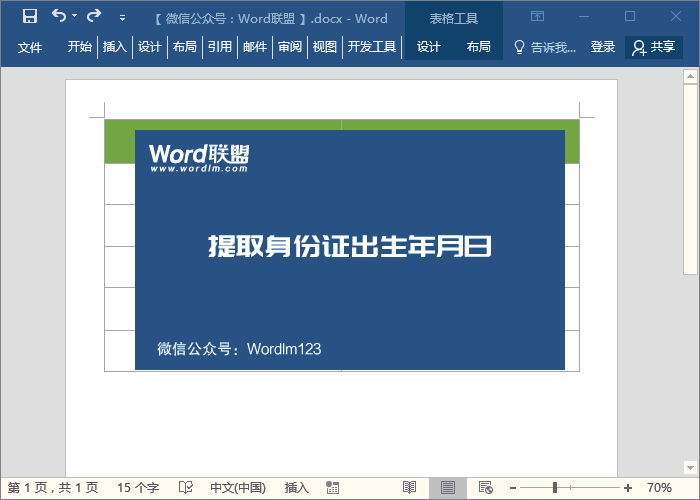 【 微信公众号：Word联盟 】.docx - Word
表格工具
文件 开始 插入 设计 布局 引用 邮件 审阅 视图 开发工具 设计 布局 告诉我... 登录 共享
Word联盟
www.wordlm.com
提取身份证出生年月日
微信公众号：Wordlm123
第 1 页，共 1 页 15 个字 中文(中国) 插入 70%